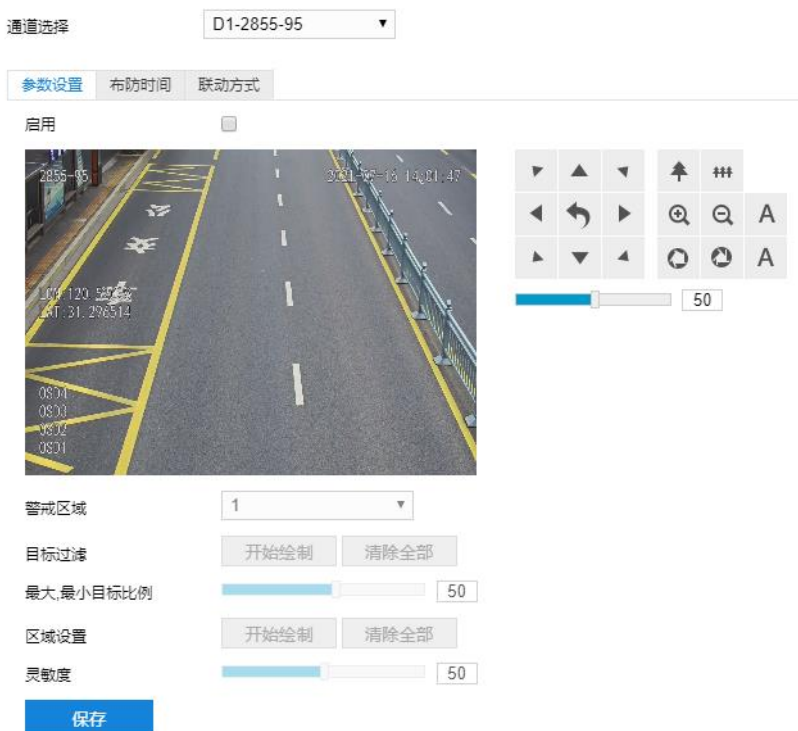 通道选择 D1-2855-95
参数设置 布防时间 联动方式
启用
2855-95
A
A
50
LAT:31.296514
OSD4
OSD3
OSD2
OSD1
警戒区域 1
目标过滤 开始绘制 清除全部
最大,最小目标比例 50
区域设置 开始绘制 清除全部
灵敏度 50
保存